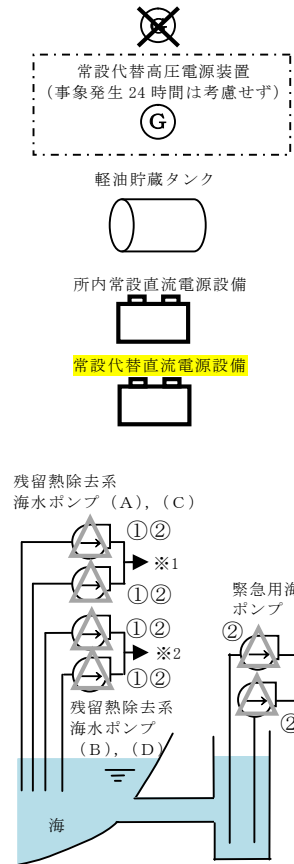 G
常設代替高圧電源装置
（事象発生 24 時間は考慮せず）
G
軽油貯蔵タンク
所内常設直流電源設備
常設代替直流電源設備
残留熱除去系
海水ポンプ（A），（C）
①②
※1
①②
緊急用海
ポンプ
①②
②
※2
①②
②
残留熱除去系
海水ポンプ
（B），（D）
海